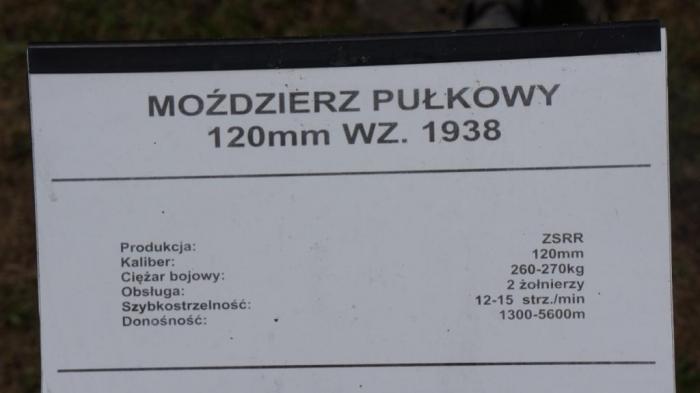 MOŹDZIERZ PUŁKOWY
120mm WZ. 1938
Produkcja: ZSRR
Kaliber: 120mm
Ciężar bojowy: 260-270kg
Obsługa: 2 żołnierzy
Szybkostrzelność: 12-15 strz./min
Donośność: 1300-5600m